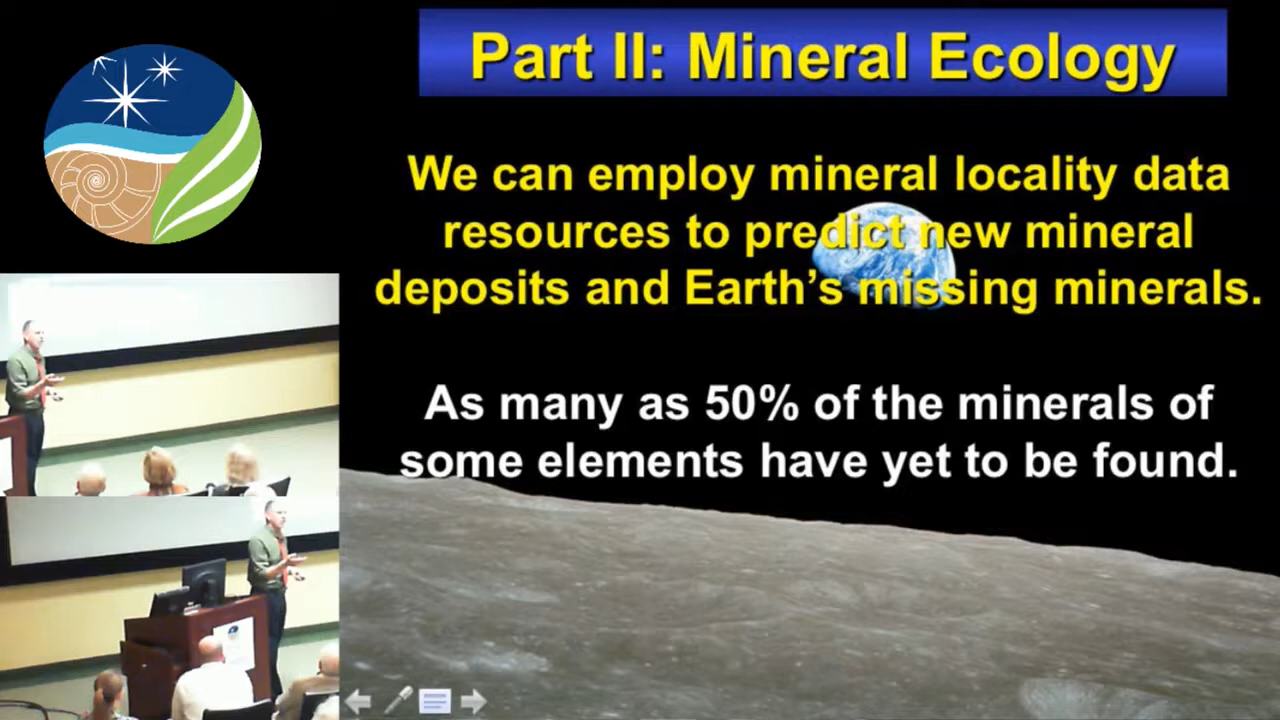 Part II: Mineral Ecology
We can employ mineral locality data
resources to predict new mineral
deposits and Earth's missing minerals.
As many as 50% of the minerals of
some elements have yet to be found.